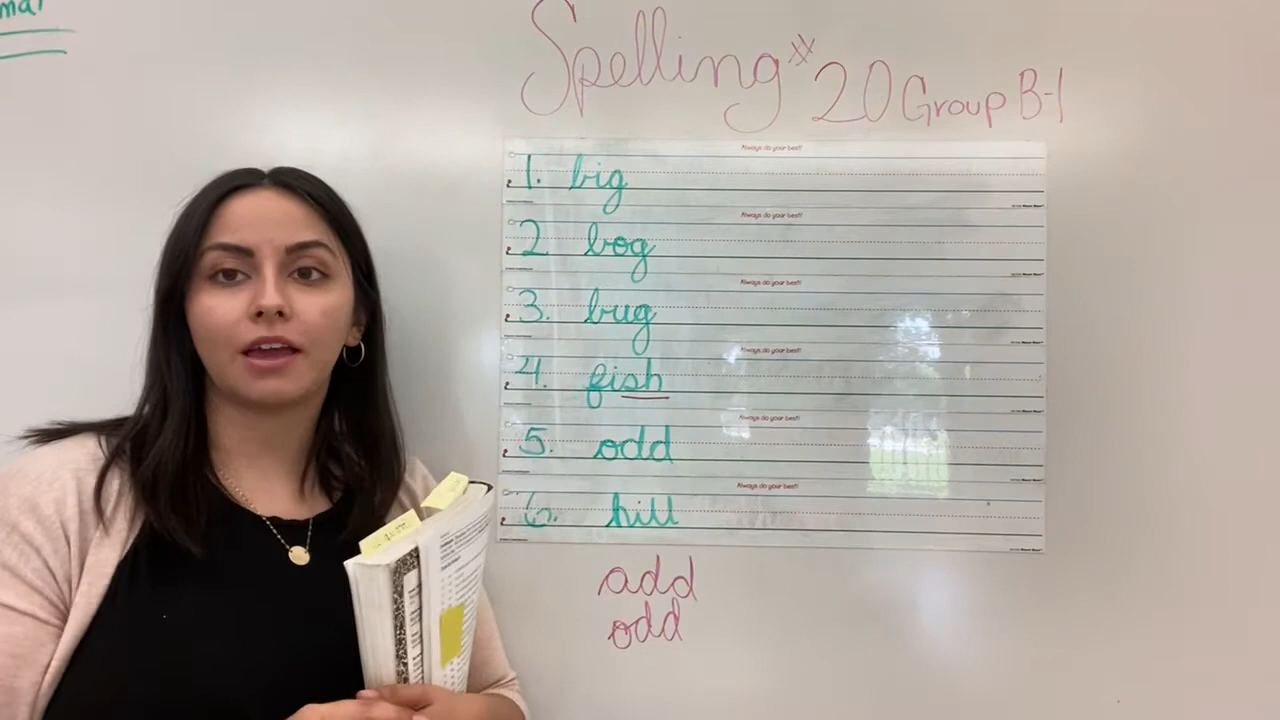 Spelling # 20 Group B-1
Always do your best!
1. big
Always do your best!
2. bog
Always do your best!
3. bug
Always do your best!
4. fish
Always do your best!
5. odd
Always do your best!
6. hill
add
odd